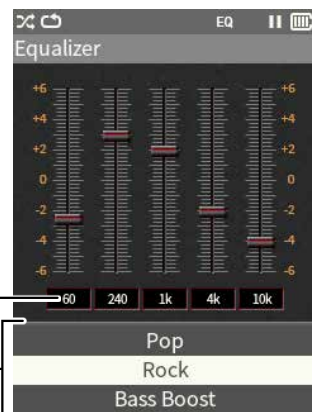 EQ
Equalizer
+6 +6
+4 +4
+2 +2
0 0
-2 -2
-4 -4
-6 -6
60 240 1k 4k 10k
Pop
Rock
Bass Boost